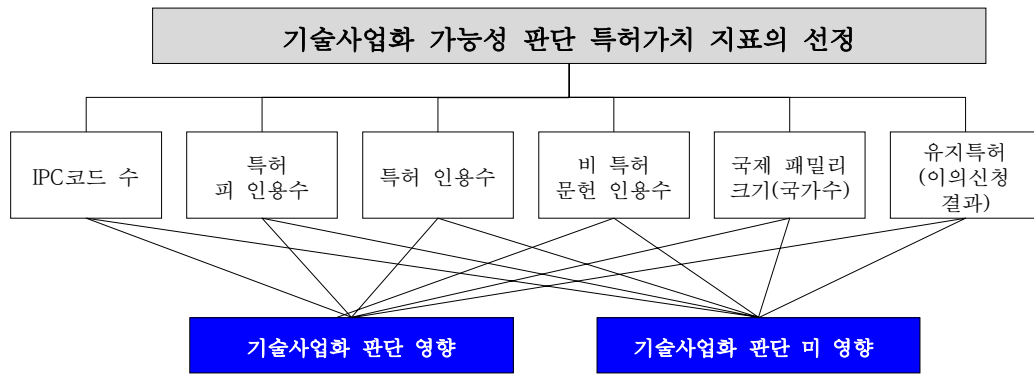 기술사업화 가능성 판단 특허가치 지표의 선정
IPC코드 수
특허
피 인용수
특허 인용수
비 특허
문헌 인용수
국제 패밀리
크기(국가수)
유지특허
(이의신청
결과)
기술사업화 판단 영향
기술사업화 판단 미 영향